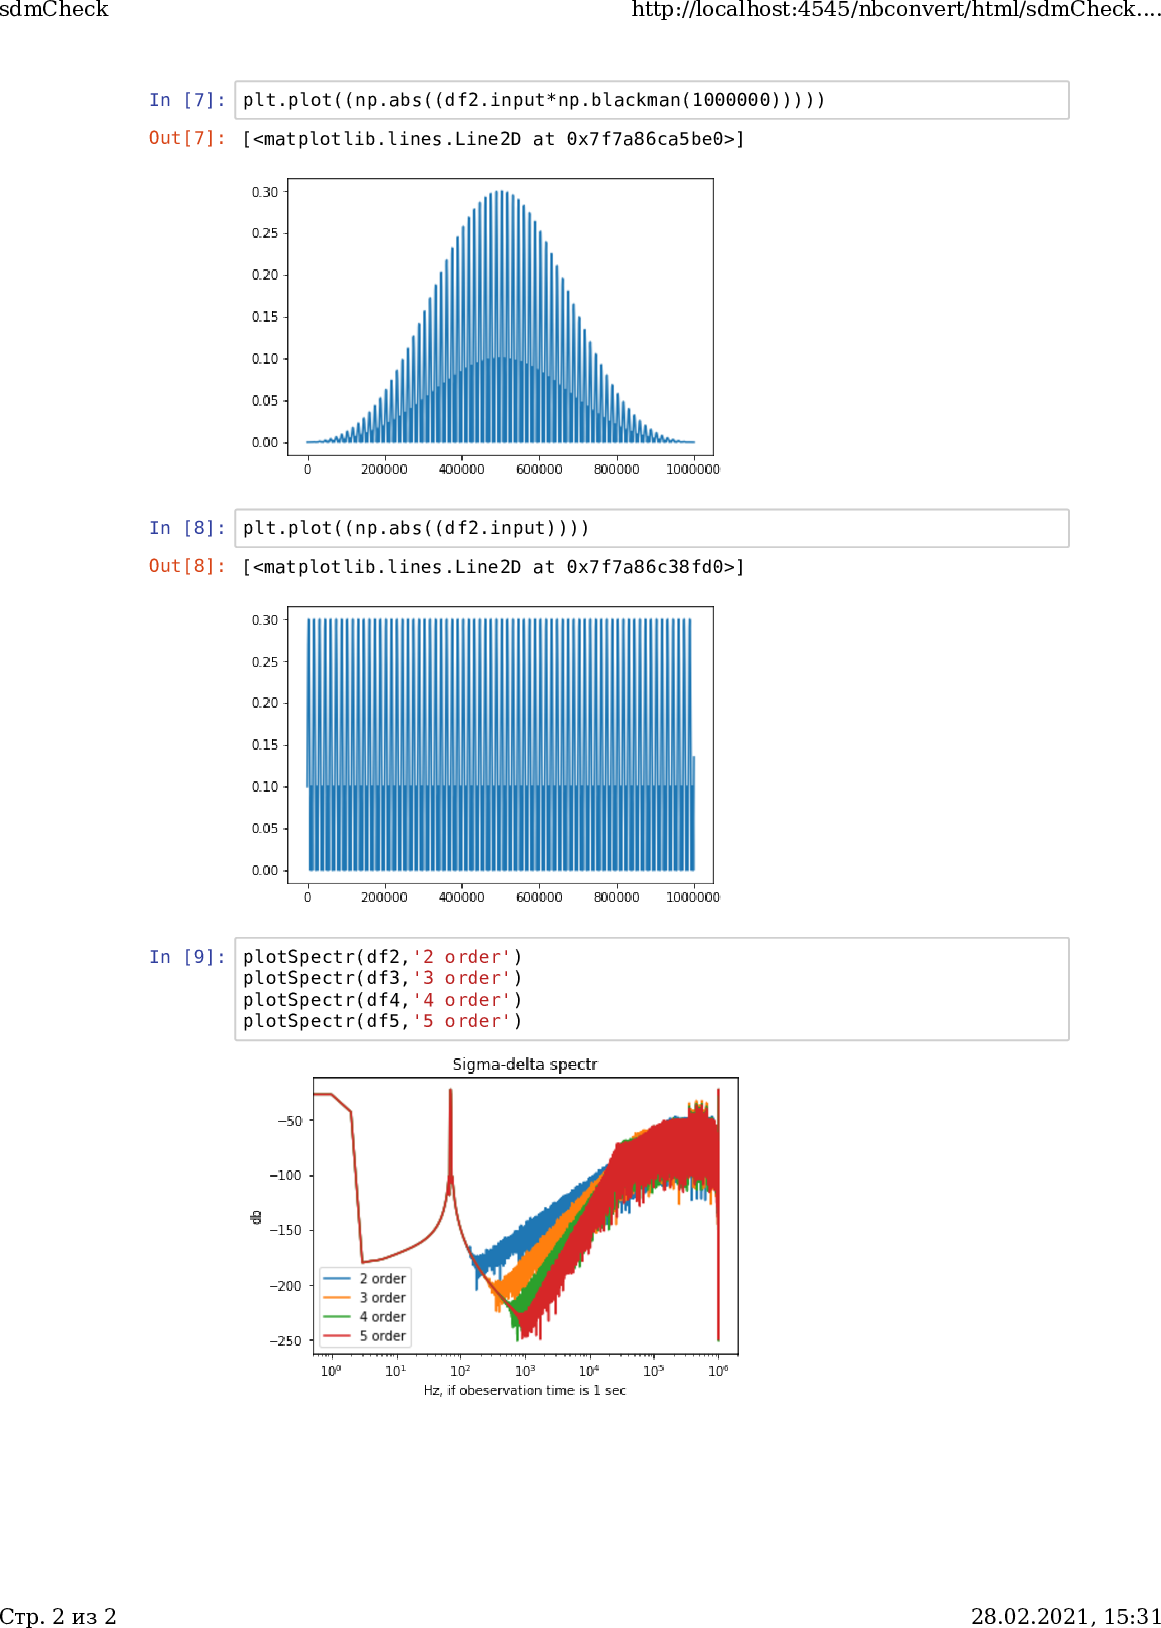 sdmCheck
http://localhost:4545/nbconvert/html/sdmCheck....
In [7]: plt.plot((np.abs((df2.input*np.blackman(1000000)))))
Out[7]: [<matplotlib.lines.Line2D at 0x7f7a86ca5be0>]
0.30
0.25
0.20
0.15
0.10
0.05
0.00
0 200000 400000 600000 800000 1000000
In [8]: plt.plot((np.abs((df2.input))))
Out[8]: [<matplotlib.lines.Line2D at 0x7f7a86c38fd0>]
0.30
0.25
0.20
0.15
0.10
0.05
0.00
0 200000 400000 600000 800000 1000000
In [9]: plotSpectr(df2,'2 order')
plotSpectr(df3,'3 order')
plotSpectr(df4,'4 order')
plotSpectr(df5,'5 order')
Sigma-delta spectr
−50
−100
−150
−200
−250
db
2 order
3 order
4 order
5 order
10⁰ 10¹ 10² 10³ 10⁴ 10⁵ 10⁶
Hz, if obeservation time is 1 sec
Стр. 2 из 2
28.02.2021, 15:31